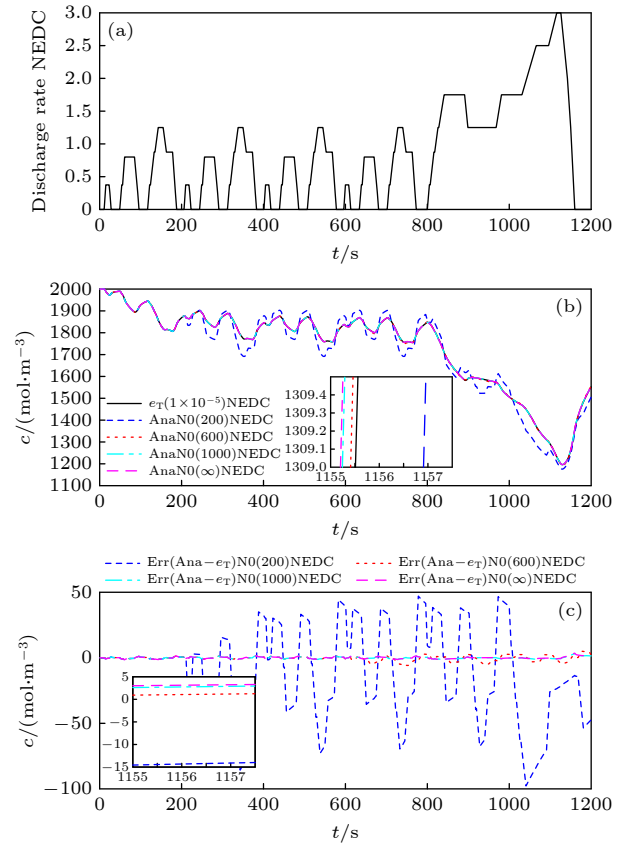 (a)
Discharge rate NEDC
3.0
2.5
2.0
1.5
1.0
0.5
0
0 200 400 600 800 1000 1200
t/s
(b)
c/(mol·m⁻³)
2000
1900
1800
1700
1600
1500
1400
1300
1200
1100
e_T(1×10⁻⁵)NEDC
AnaN0(200)NEDC
AnaN0(600)NEDC
AnaN0(1000)NEDC
AnaN0(∞)NEDC
1309.4
1309.3
1309.2
1309.1
1309.0
1155 1156 1157
0 200 400 600 800 1000 1200
t/s
Err(Ana−e_T)N0(200)NEDC Err(Ana−e_T)N0(600)NEDC
Err(Ana−e_T)N0(1000)NEDC Err(Ana−e_T)N0(∞)NEDC
(c)
c/(mol·m⁻³)
50
0
−50
−100
5
0
−5
−10
−15
1155 1156 1157
0 200 400 600 800 1000 1200
t/s